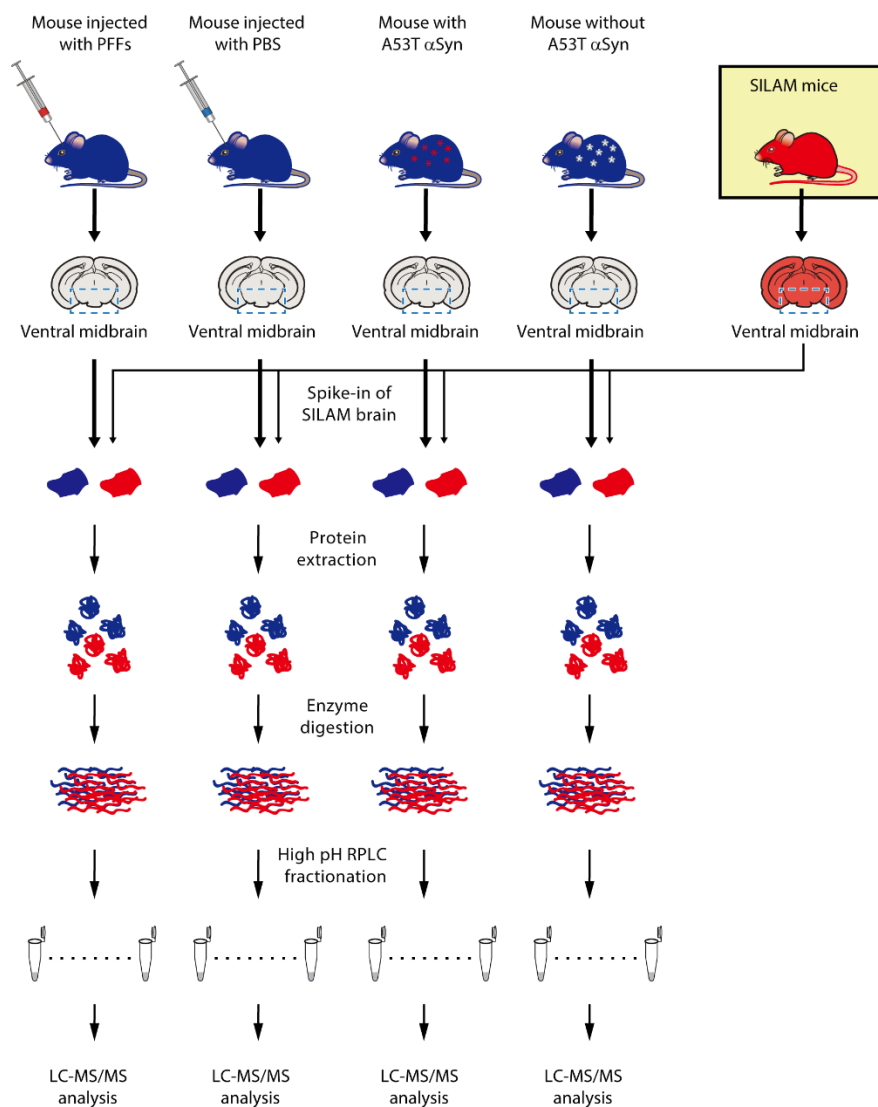 Mouse injected
with PFFs
Mouse injected
with PBS
Mouse with
A53T αSyn
Mouse without
A53T αSyn
SILAM mice
Ventral midbrain
Ventral midbrain
Ventral midbrain
Ventral midbrain
Ventral midbrain
Spike-in of
SILAM brain
Protein
extraction
Enzyme
digestion
High pH RPLC
fractionation
LC-MS/MS
analysis
LC-MS/MS
analysis
LC-MS/MS
analysis
LC-MS/MS
analysis